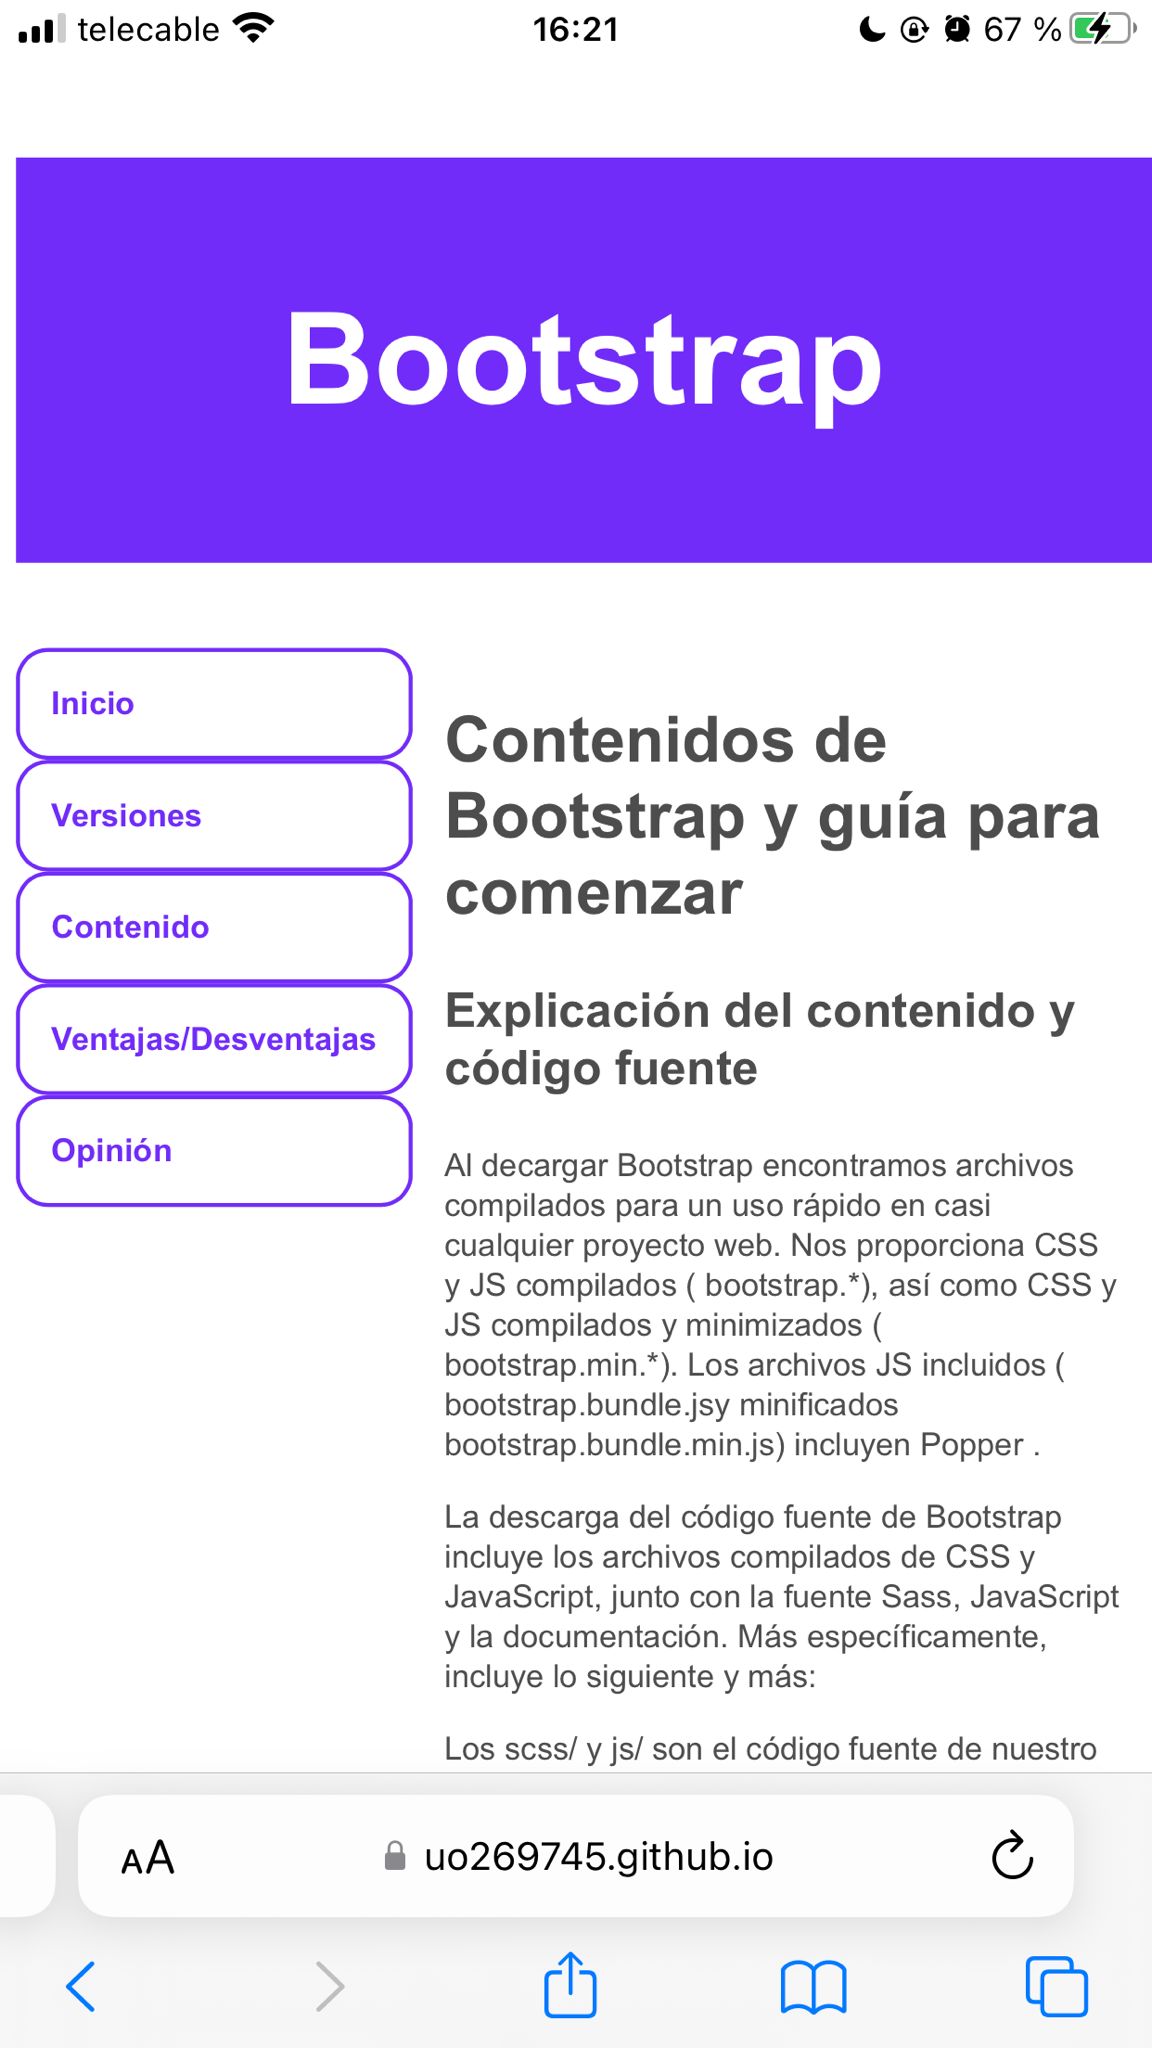 telecable
16:21
67 %
Bootstrap
Inicio
Versiones
Contenido
Ventajas/Desventajas
Opinión
Contenidos de
Bootstrap y guía para
comenzar
Explicación del contenido y
código fuente
Al decargar Bootstrap encontramos archivos
compilados para un uso rápido en casi
cualquier proyecto web. Nos proporciona CSS
y JS compilados ( bootstrap.*), así como CSS y
JS compilados y minimizados (
bootstrap.min.*). Los archivos JS incluidos (
bootstrap.bundle.jsy minificados
bootstrap.bundle.min.js) incluyen Popper .
La descarga del código fuente de Bootstrap
incluye los archivos compilados de CSS y
JavaScript, junto con la fuente Sass, JavaScript
y la documentación. Más específicamente,
incluye lo siguiente y más:
Los scss/ y js/ son el código fuente de nuestro
AA
uo269745.github.io